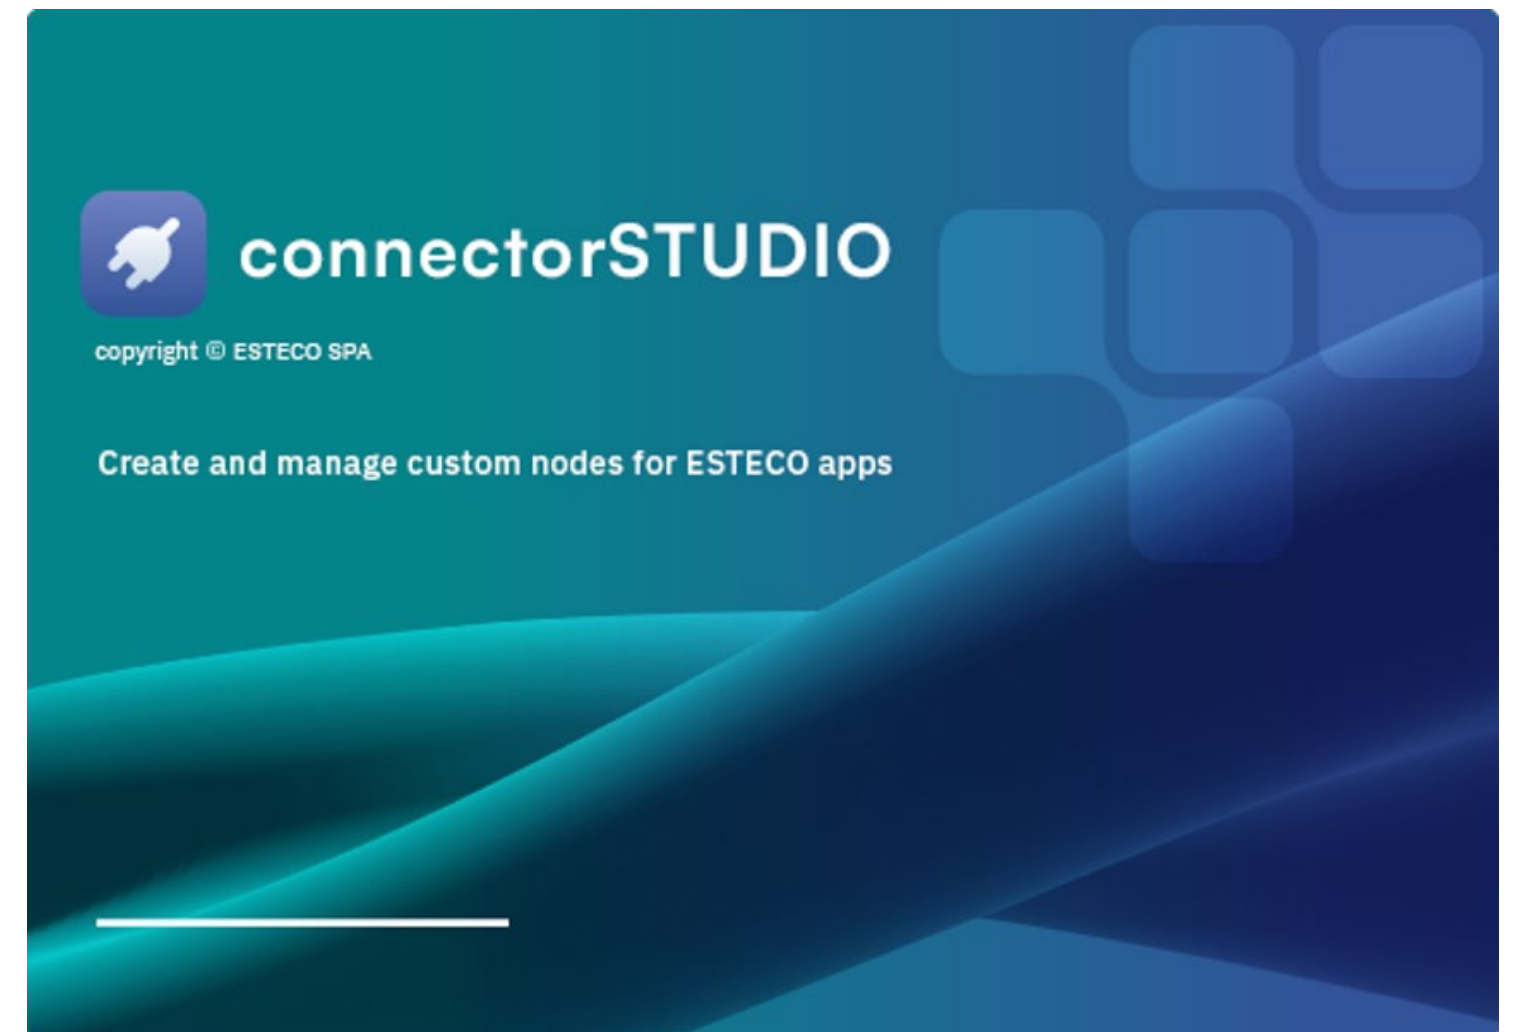 connectorSTUDIO
copyright © ESTECO SPA
Create and manage custom nodes for ESTECO apps